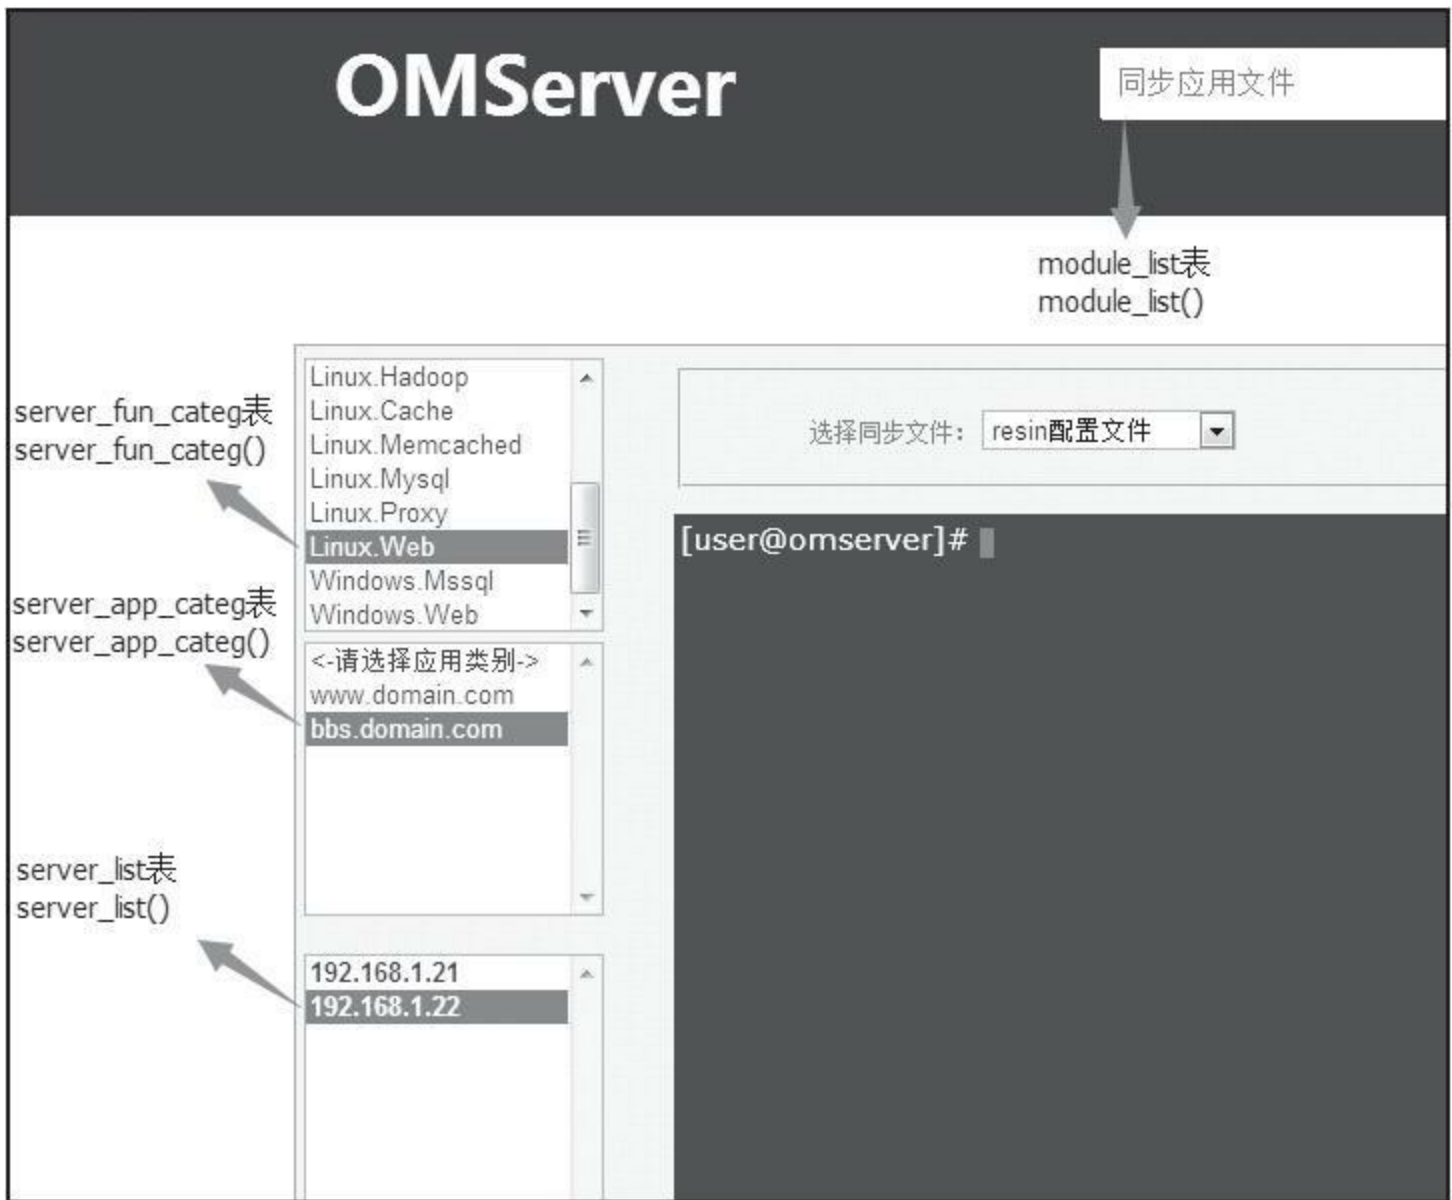 OMServer
同步应用文件
module_list表
module_list()
server_fun_categ表
server_fun_categ()
Linux.Hadoop
Linux.Cache
Linux.Memcached
Linux.Mysql
Linux.Proxy
Linux.Web
Windows.Mssql
Windows.Web
选择同步文件：
resin配置文件
[user@omserver]#
server_app_categ表
server_app_categ()
<-请选择应用类别->
www.domain.com
bbs.domain.com
server_list表
server_list()
192.168.1.21
192.168.1.22